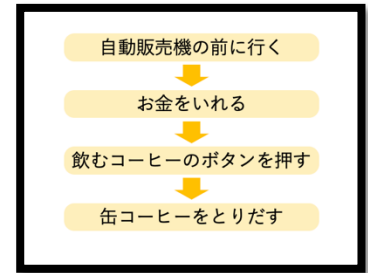 自動販売機の前に行く
お金をいれる
飲むコーヒーのボタンを押す
缶コーヒーをとりだす